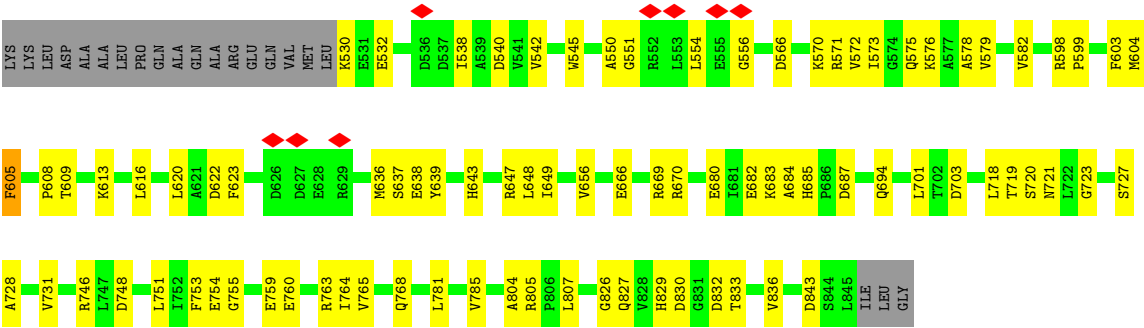 LYS LYS LEU ASP ALA ALA ALA LEU PRO GLN ALA GLN ALA ARG GLU GLN VAL MET LEU K530 E531 E532 D536 D537 I538 A539 D540 V541 V542 W545 A550 G551 R552 L553 L554 E555 G556 D566 K570 R571 V572 I573 G574 Q575 K576 A577 A578 V579 V582 R598 P599 F603 M604
F605 P608 T609 K613 L616 L620 A621 D622 F623 D626 D627 E628 R629 M636 S637 E638 Y639 H643 R647 L648 I649 V656 E666 R669 R670 E680 I681 E682 K683 A684 H685 P686 D687 Q694 L701 T702 D703 L718 T719 S720 N721 L722 G723 S727
A728 V731 R746 L747 D748 L751 I752 F753 E754 G755 E759 E760 R763 I764 V765 Q768 L781 V785 A804 R805 P806 L807 G826 Q827 V828 H829 D830 G831 D832 T833 V836 D843 S844 L845 ILE LEU GLY